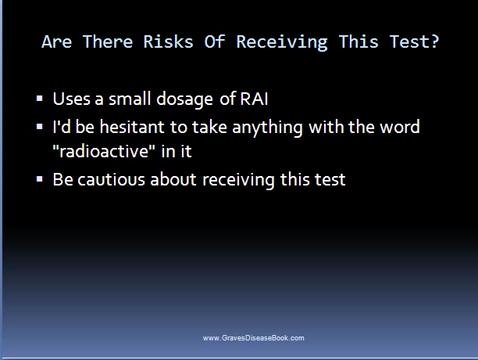 Are There Risks Of Receiving This Test?
▪ Uses a small dosage of RAI
▪ I'd be hesitant to take anything with the word
"radioactive" in it
▪ Be cautious about receiving this test
www.GravesDiseaseBook.com